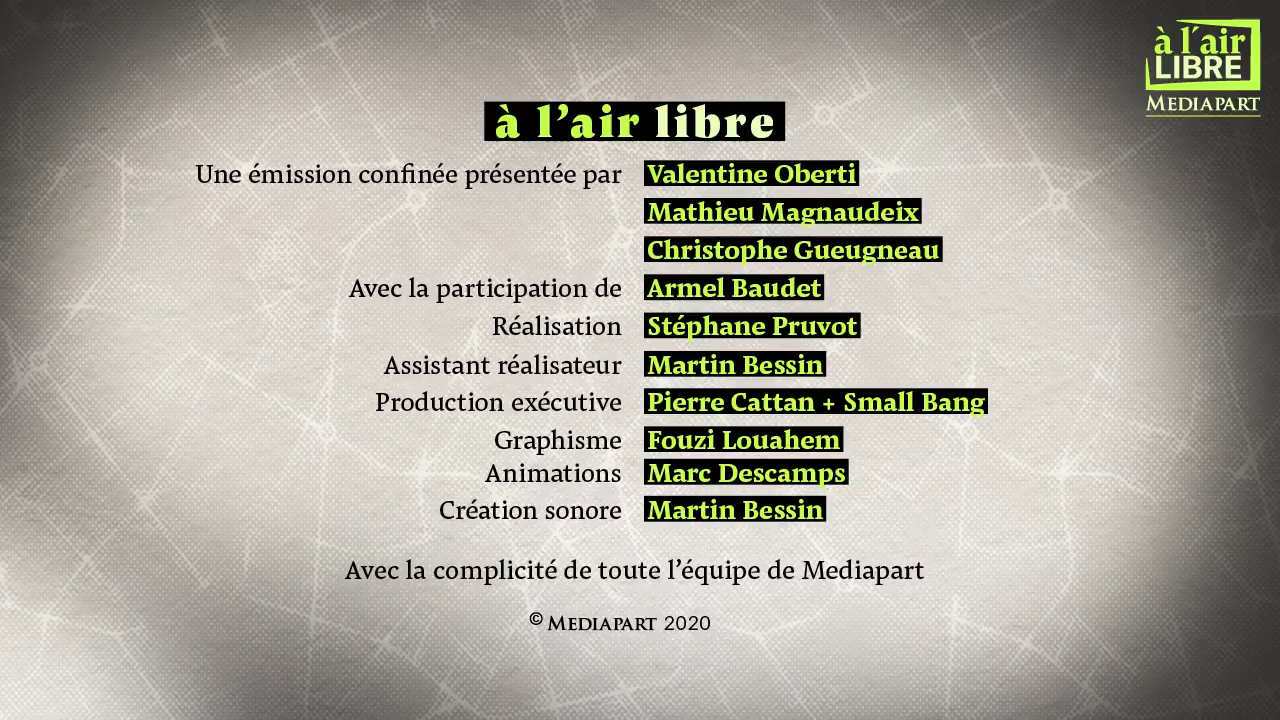 à l'air
LIBRE
MEDIAPART
à l’air libre
Une émission confinée présentée par Valentine Oberti
Mathieu Magnaudeix
Christophe Gueugneau
Avec la participation de Armel Baudet
Réalisation Stéphane Pruvot
Assistant réalisateur Martin Bessin
Production exécutive Pierre Cattan + Small Bang
Graphisme Fouzi Louahem
Animations Marc Descamps
Création sonore Martin Bessin
Avec la complicité de toute l’équipe de Mediapart
© MEDIAPART 2020